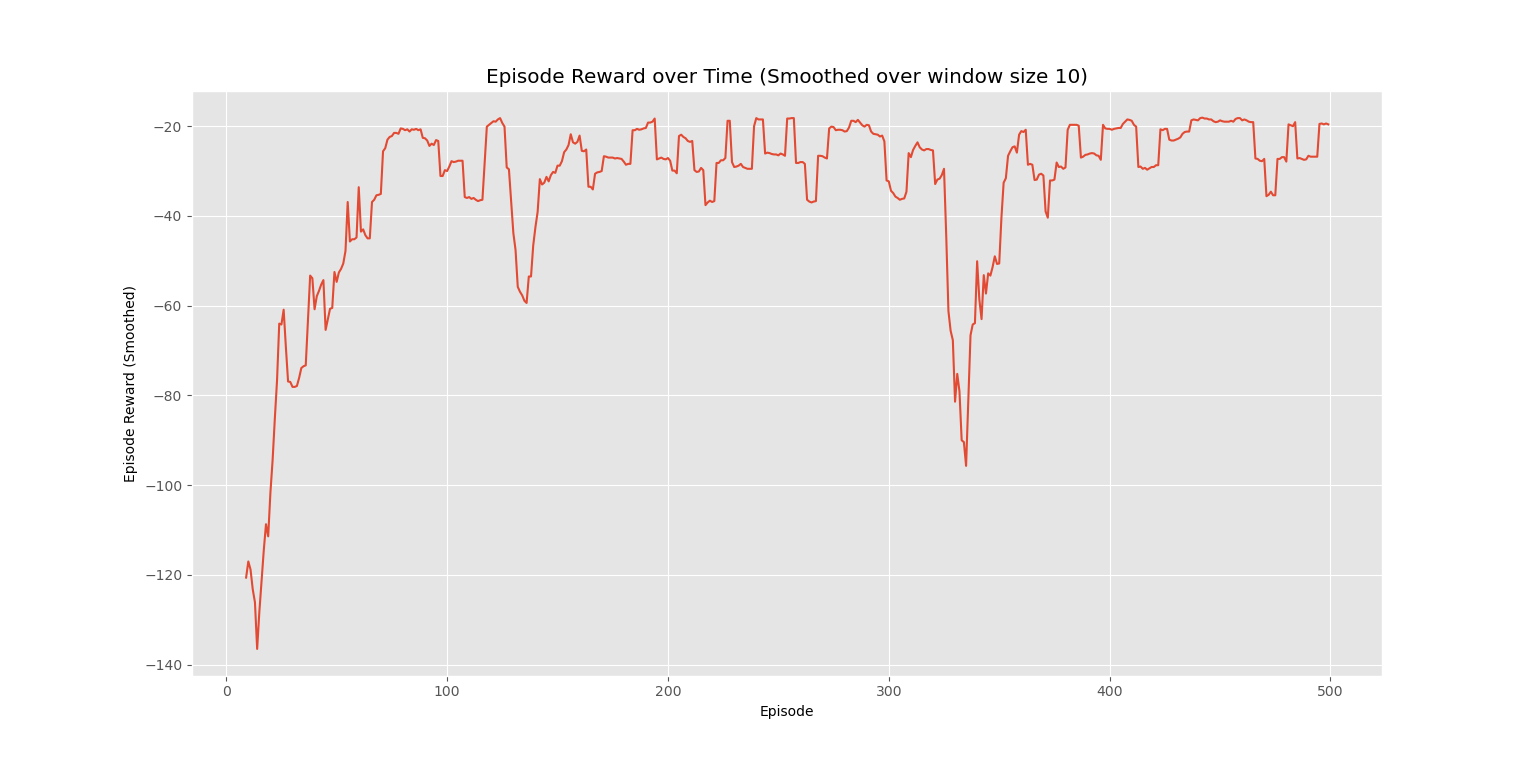 Episode Reward over Time (Smoothed over window size 10)
−20
−40
−60
−80
−100
−120
−140
Episode Reward (Smoothed)
0 100 200 300 400 500
Episode